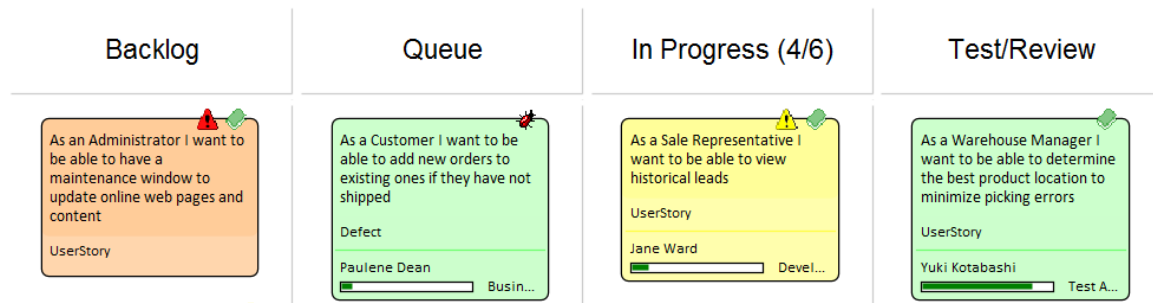 Backlog
Queue
In Progress (4/6)
Test/Review
As an Administrator I want to
be able to have a
maintenance window to
update online web pages and
content
UserStory
As a Customer I want to be
able to add new orders to
existing ones if they have not
shipped
Defect
Paulene Dean
Busin...
As a Sale Representative I
want to be able to view
historical leads
UserStory
Jane Ward
Devel...
As a Warehouse Manager I
want to be able to determine
the best product location to
minimize picking errors
UserStory
Yuki Kotabashi
Test A...